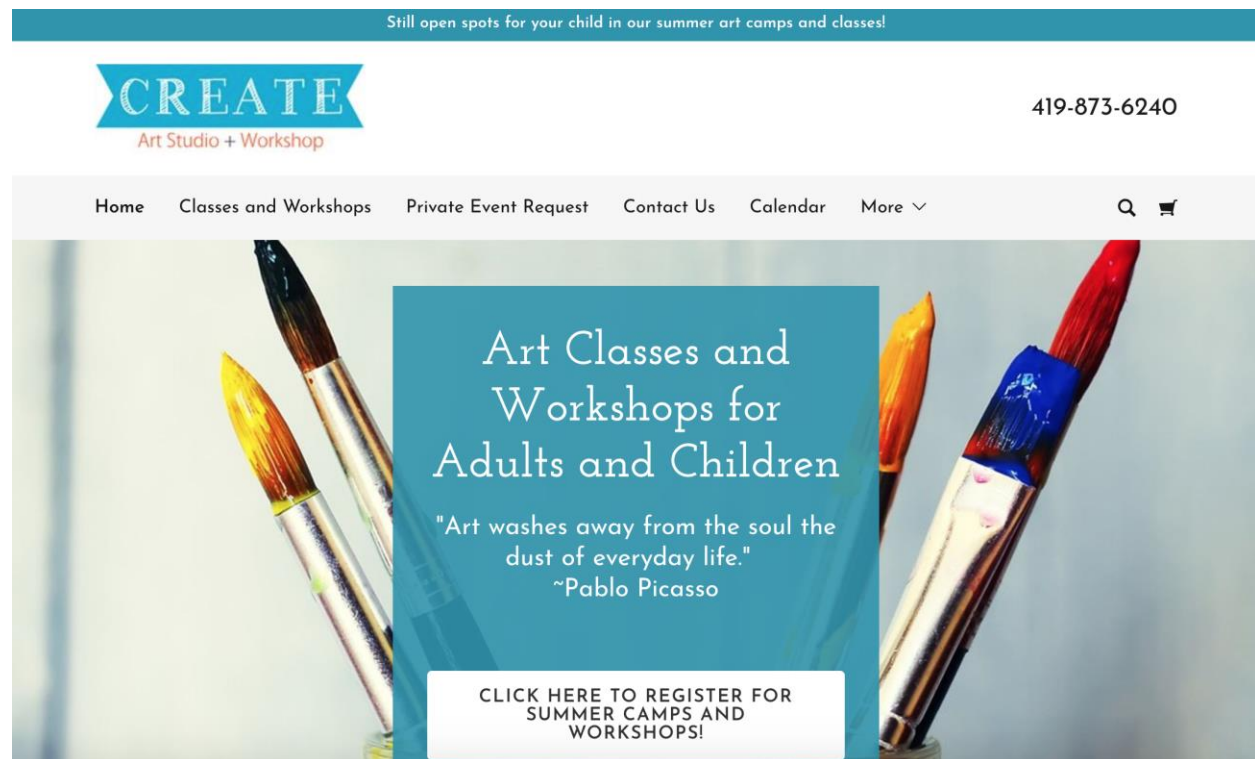 Still open spots for your child in our summer art camps and classes!
CREATE
Art Studio + Workshop
419-873-6240
Home Classes and Workshops Private Event Request Contact Us Calendar More
Art Classes and
Workshops for
Adults and Children
"Art washes away from the soul the
dust of everyday life."
~Pablo Picasso
CLICK HERE TO REGISTER FOR
SUMMER CAMPS AND
WORKSHOPS!